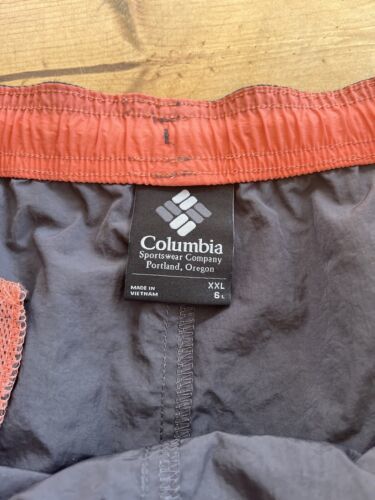 Columbia
Sportswear Company
Portland, Oregon
MADE IN
VIETNAM
XXL
6 L